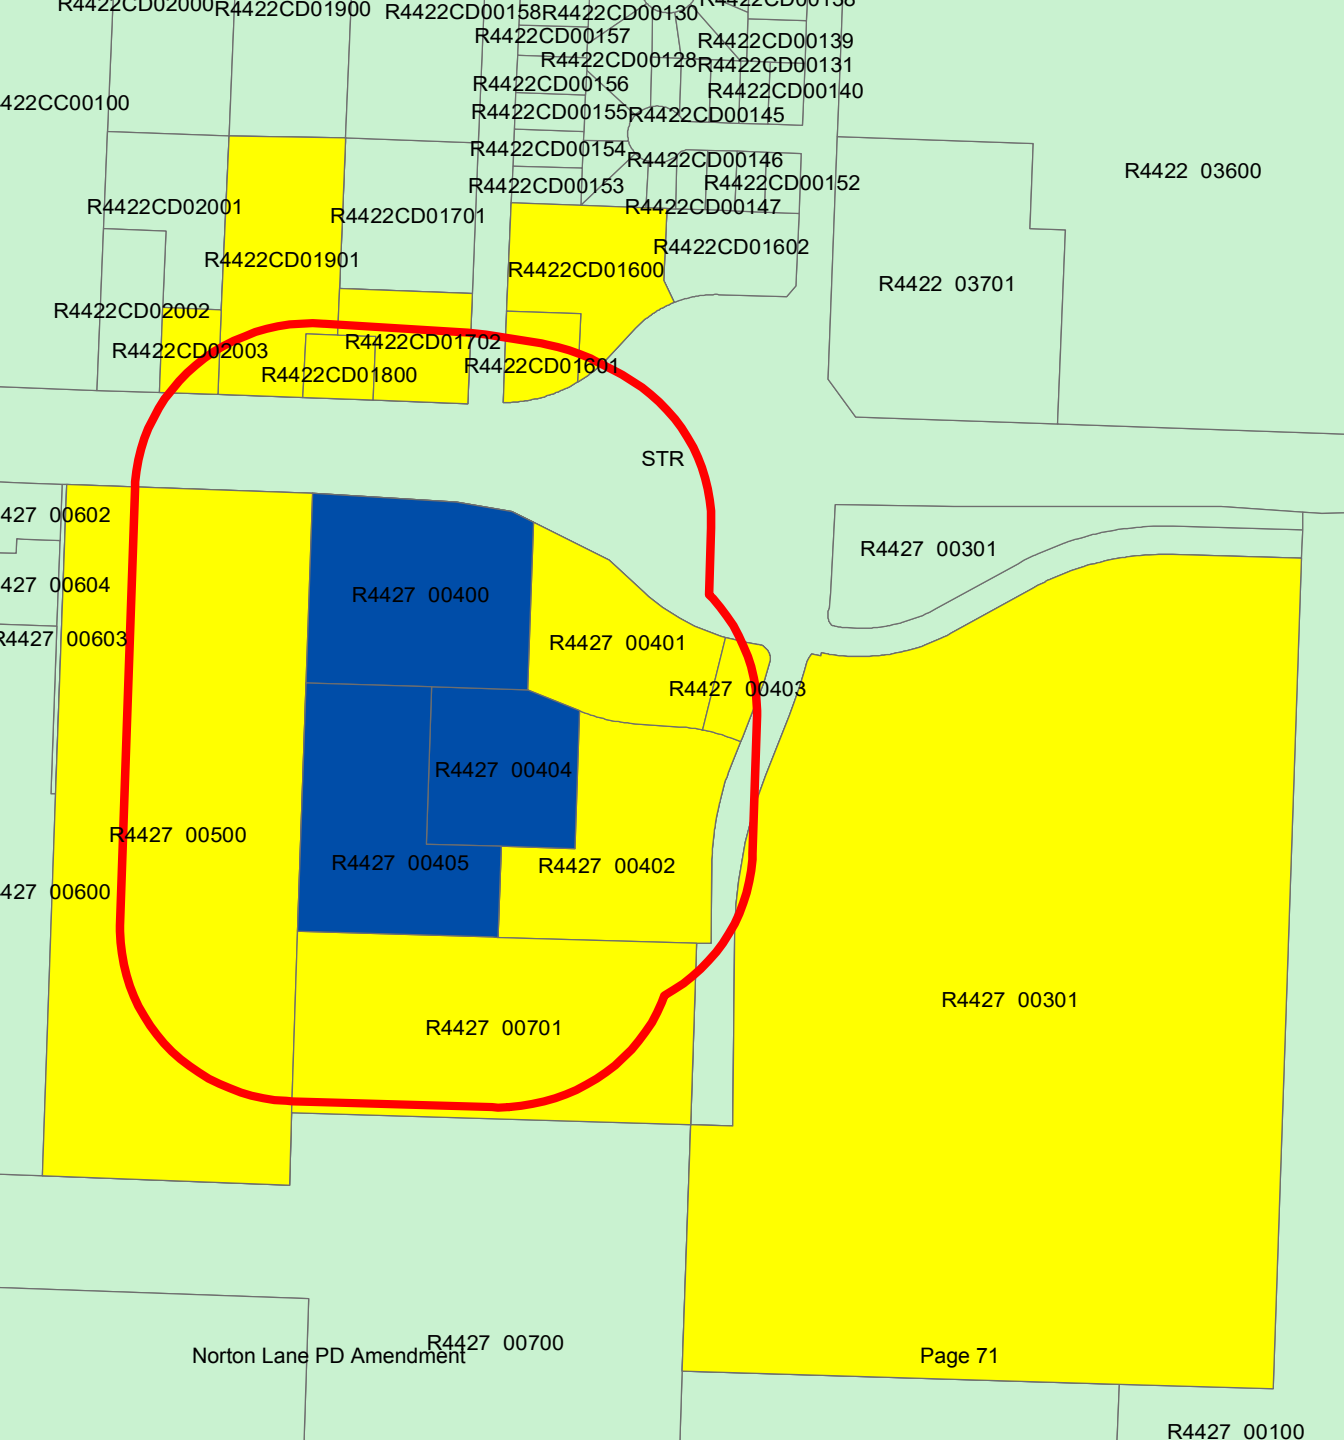 R4422CD02000
R4422CD01900
R4422CD00158
R4422CD00130
R4422CD00157
R4422CD00139
R4422CD00128
R4422CD00131
R4422CD00156
R4422CD00140
422CC00100
R4422CD00155
R4422CD00145
R4422CD00154
R4422CD00146
R4422 03600
R4422CD00153
R4422CD00152
R4422CD02001
R4422CD01701
R4422CD00147
R4422CD01602
R4422CD01901
R4422CD01600
R4422 03701
R4422CD02002
R4422CD02003
R4422CD01702
R4422CD01601
R4422CD01800
STR
427 00602
R4427 00301
427 00604
R4427 00400
R4427 00603
R4427 00401
R4427 00403
R4427 00404
R4427 00500
R4427 00405
R4427 00402
427 00600
R4427 00301
R4427 00701
R4427 00700
Norton Lane PD Amendment
Page 71
R4427 00100